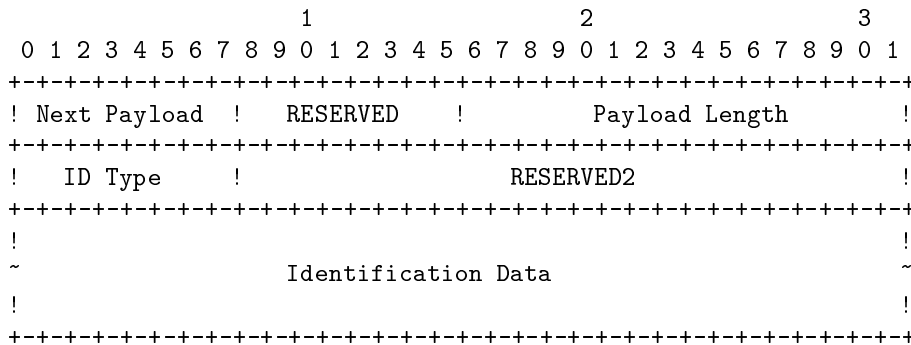 1                   2                   3
 0 1 2 3 4 5 6 7 8 9 0 1 2 3 4 5 6 7 8 9 0 1 2 3 4 5 6 7 8 9 0 1
+-+-+-+-+-+-+-+-+-+-+-+-+-+-+-+-+-+-+-+-+-+-+-+-+-+-+-+-+-+-+-+-+
! Next Payload  !   RESERVED    !         Payload Length        !
+-+-+-+-+-+-+-+-+-+-+-+-+-+-+-+-+-+-+-+-+-+-+-+-+-+-+-+-+-+-+-+-+
!   ID Type     !                   RESERVED2                   !
+-+-+-+-+-+-+-+-+-+-+-+-+-+-+-+-+-+-+-+-+-+-+-+-+-+-+-+-+-+-+-+-+
!                                                               !
~                   Identification Data                         ~
!                                                               !
+-+-+-+-+-+-+-+-+-+-+-+-+-+-+-+-+-+-+-+-+-+-+-+-+-+-+-+-+-+-+-+-+